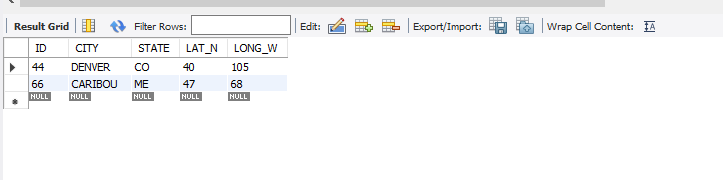 Result Grid Filter Rows: Edit: Export/Import: Wrap Cell Content: IA
ID CITY STATE LAT_N LONG_W
44 DENVER CO 40 105
66 CARIBOU ME 47 68
NULL NULL NULL NULL NULL